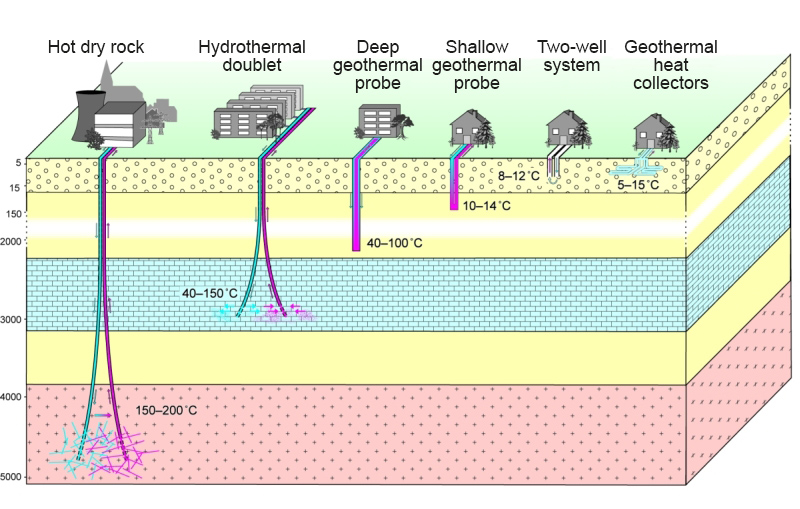 Hot dry rock
Hydrothermal
doublet
Deep
geothermal
probe
Shallow
geothermal
probe
Two-well
system
Geothermal
heat
collectors
5
15
150
2000
3000
4000
5000
8–12˚C
5–15˚C
10–14˚C
40–100˚C
40–150˚C
150–200˚C